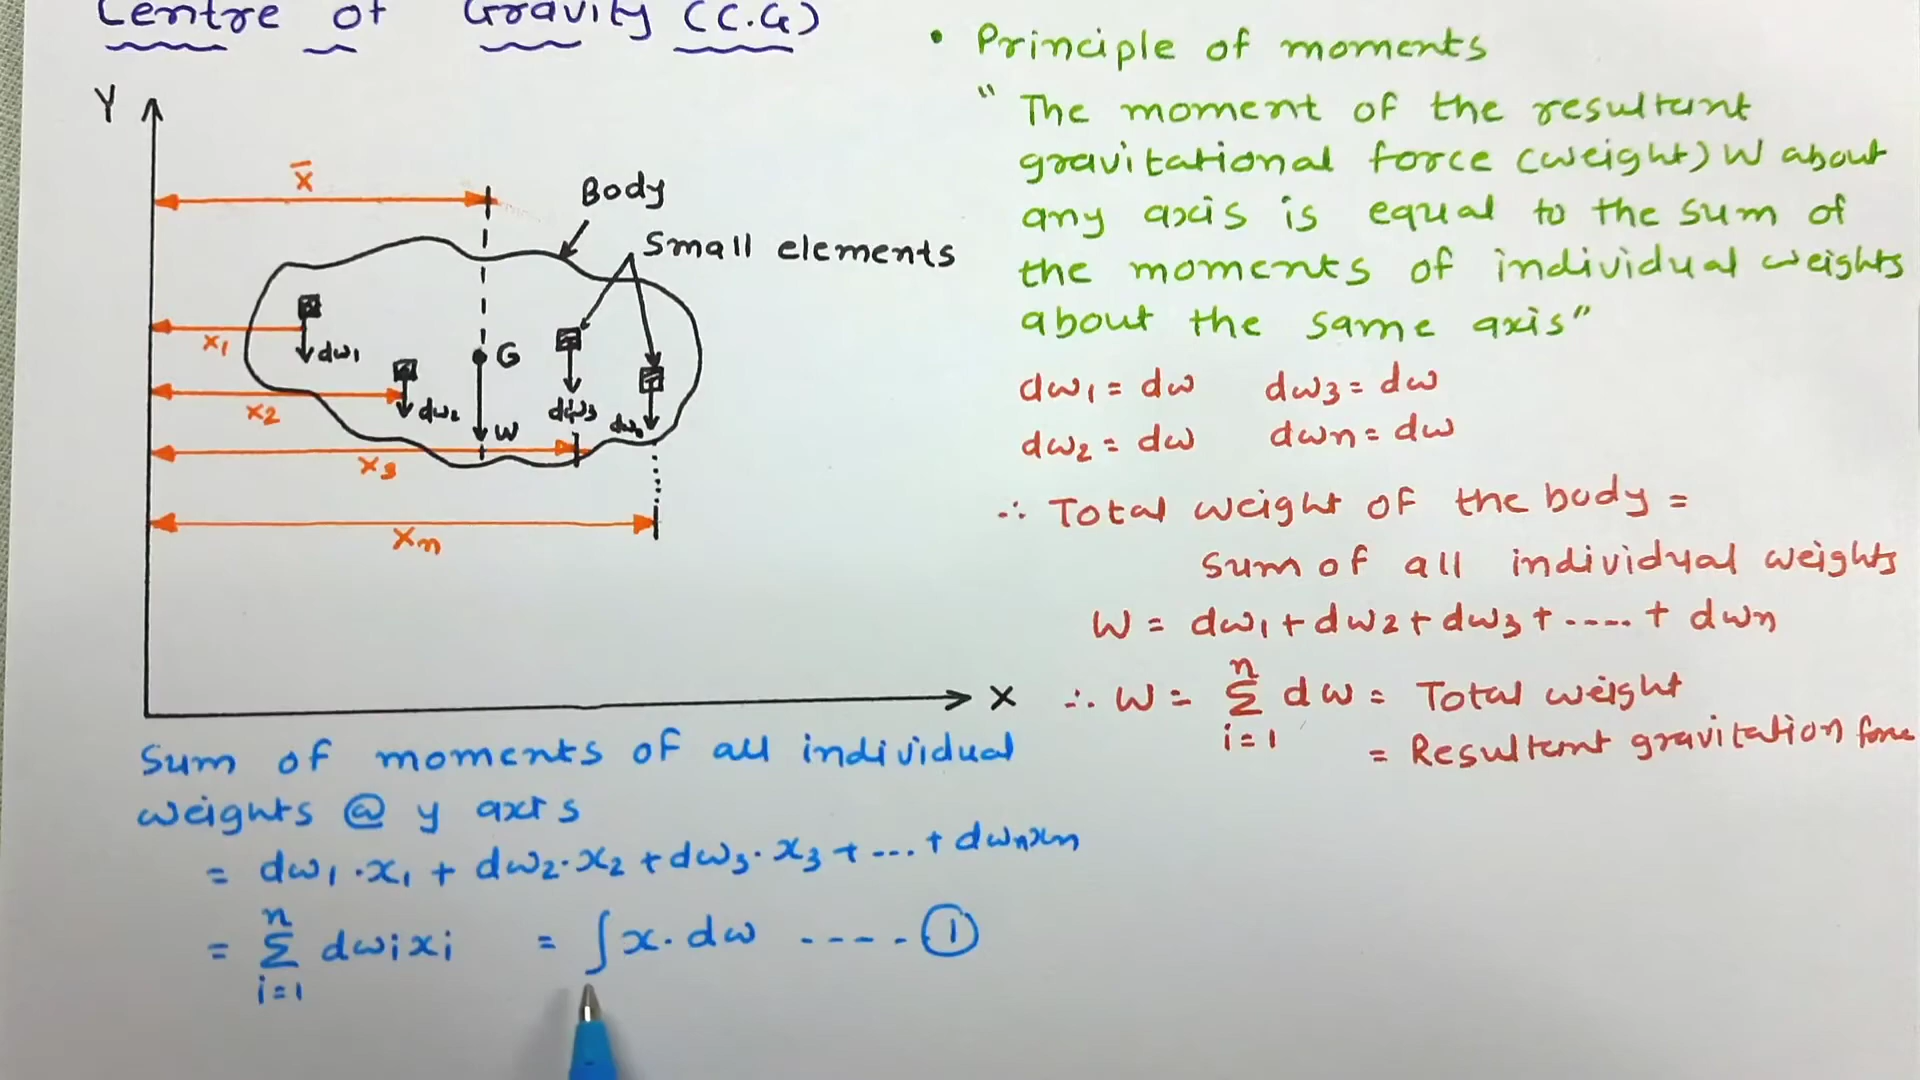 Centre of Gravity (C.G)
Y
x̄
Body
Small elements
x1
dw1
x2
dw2
G
W
dw3
dwn
x3
xn
X
Sum of moments of all individual
weights @ y axis
= dw1 . x1 + dw2 . x2 + dw3 . x3 + ... + dwnxn
= n Σ i=1 dwixi = ∫ x . dw ---- . ①
• Principle of moments
" The moment of the resultant
gravitational force (weight) W about
any axis is equal to the sum of
the moments of individual weights
about the same axis"
dw1 = dw dw3 = dw
dw2 = dw dwn = dw
∴ Total weight of the body =
Sum of all individual weights
W = dw1 + dw2 + dw3 + ----. + dwn
∴ W = n Σ i=1 dw = Total weight
= Resultant gravitation force